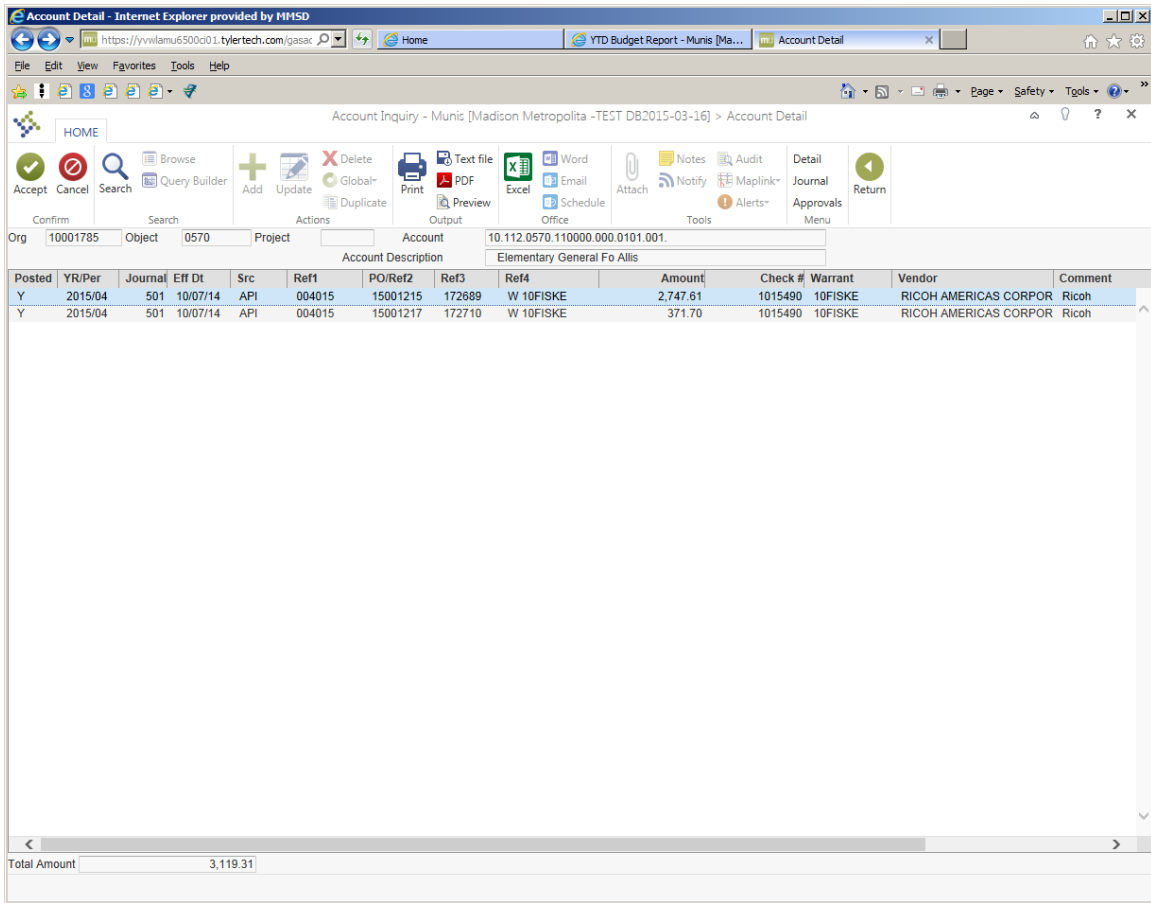 Account Detail - Internet Explorer provided by MMSD
https://yvwlamu6500ci01.tylertech.com/gasac Home YTD Budget Report - Munis [Ma... mu Account Detail
File Edit View Favorites Tools Help
Page Safety Tools
HOME Account Inquiry - Munis [Madison Metropolita -TEST DB2015-03-16] > Account Detail
Accept Cancel Search Browse Query Builder Add Update Delete Global Duplicate Print Text file PDF Preview Excel Word Email Schedule Attach Notes Notify Audit Maplink Alerts Detail Journal Approvals Return
Confirm Search Actions Output Office Tools Menu
Org 10001785 Object 0570 Project Account 10.112.0570.110000.000.0101.001.
Account Description Elementary General Fo Allis
Posted YR/Per Journal Eff Dt Src Ref1 PO/Ref2 Ref3 Ref4 Amount Check # Warrant Vendor Comment
Y 2015/04 501 10/07/14 API 004015 15001215 172689 W 10FISKE 2,747.61 1015490 10FISKE RICOH AMERICAS CORPOR Ricoh
Y 2015/04 501 10/07/14 API 004015 15001217 172710 W 10FISKE 371.70 1015490 10FISKE RICOH AMERICAS CORPOR Ricoh
Total Amount 3,119.31